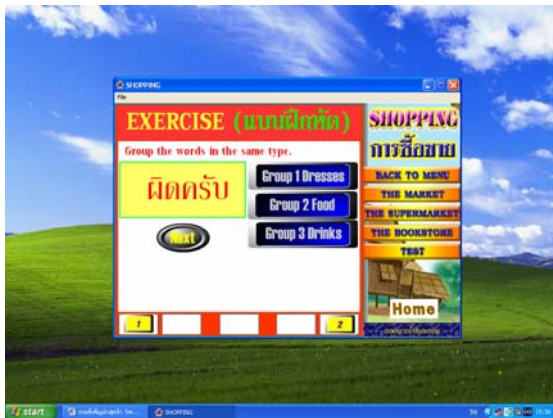 SHOPPING
File
EXERCISE (แบบฝึกหัด)
Group the words in the same type.
ผิดครับ
Next
Group 1 Dresses
Group 2 Food
Group 3 Drinks
1
2
SHOPPING
การซื้อขาย
BACK TO MENU
THE MARKET
THE SUPERMARKET
THE BOOKSTORE
TEST
Home
start
SHOPPING